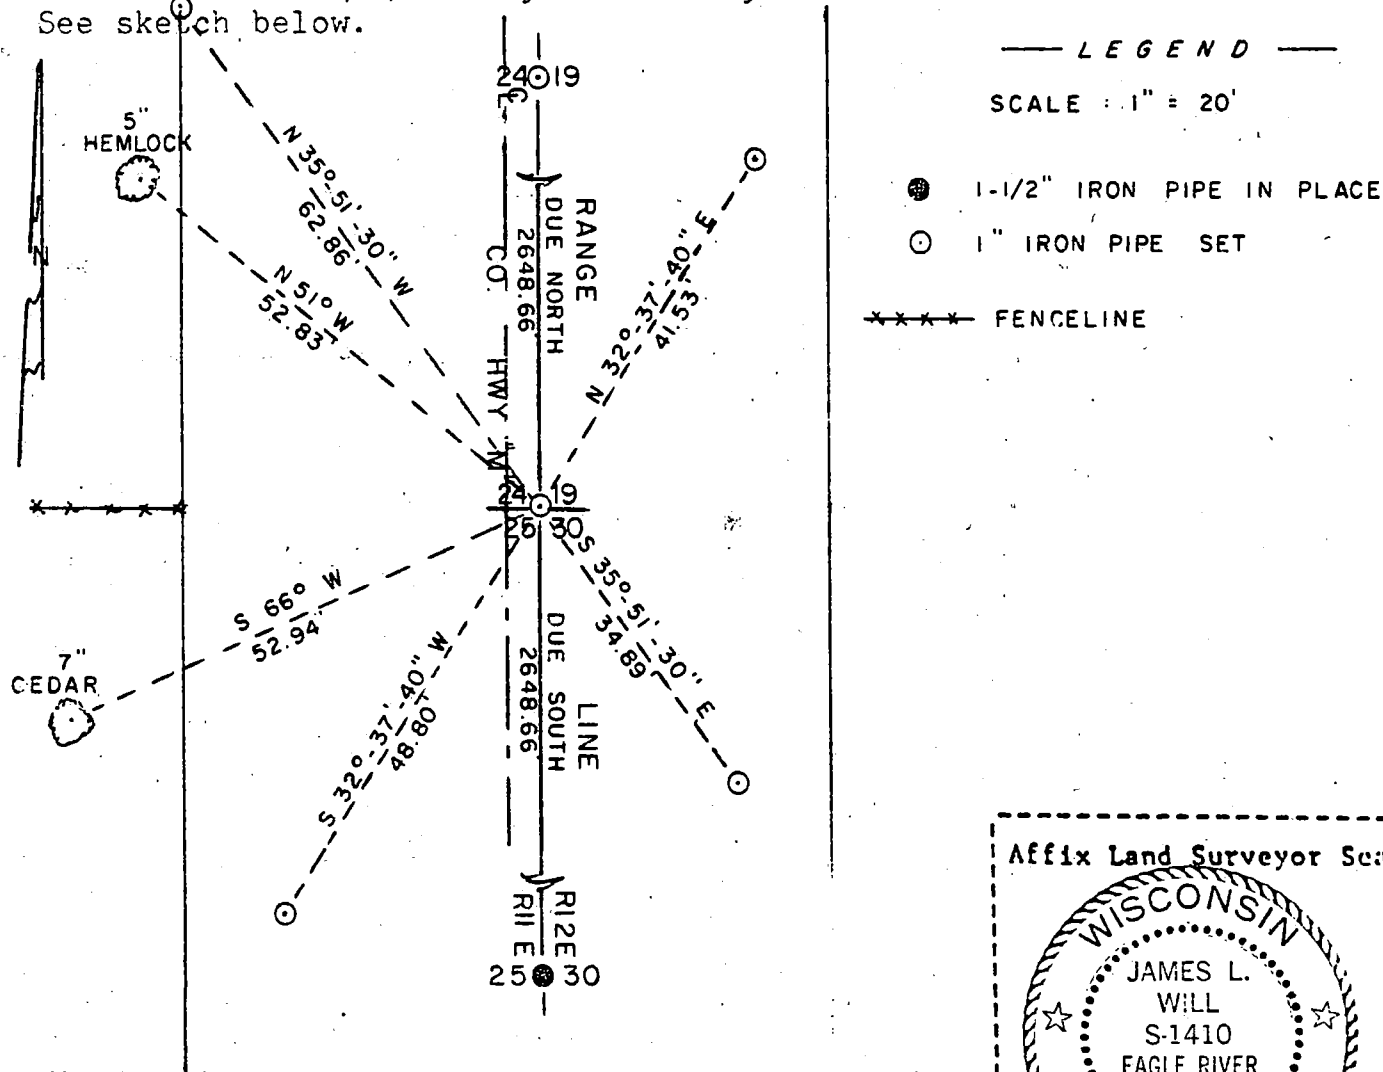 See sketch below.
LEGEND
SCALE : 1" = 20'
1-1/2" IRON PIPE IN PLACE
1" IRON PIPE SET
FENCELINE
N
24 19
5"
HEMLOCK
N 35°-51'-30" W
62.86'
N 51° W
52.83'
CO. HWY "M"
RANGE
DUE NORTH
2648.66'
N 32°-37'-40" E
41.53'
24 19
25 30
S 66° W
52.94'
7"
CEDAR
S 32°-37'-40" W
48.80'
S 35°-51'-30" E
34.89'
LINE
DUE SOUTH
2648.66'
R11E
R12E
25 30
Affix Land Surveyor
WISCONSIN
JAMES L.
WILL
S-1410
EAGLE RIVER